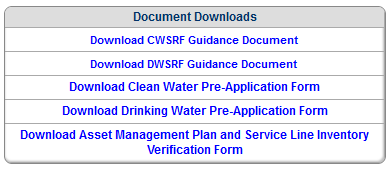 Document Downloads
Download CWSRF Guidance Document
Download DWSRF Guidance Document
Download Clean Water Pre-Application Form
Download Drinking Water Pre-Application Form
Download Asset Management Plan and Service Line Inventory
Verification Form